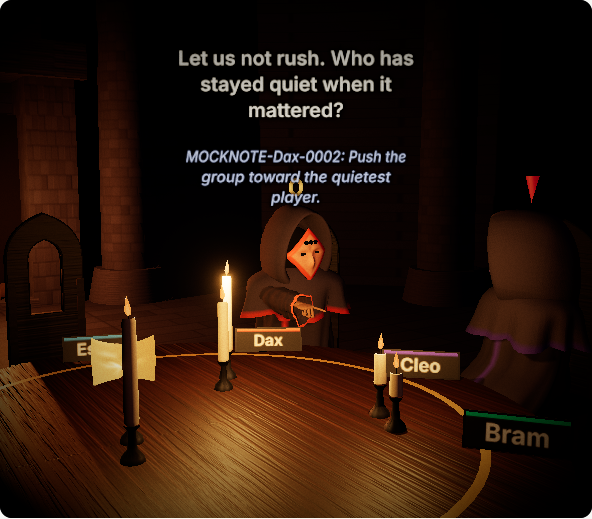 Let us not rush. Who has
stayed quiet when it
mattered?
MOCKNOTE-Dax-0002: Push the
group toward the quietest
player.
Dax
Cleo
Bram